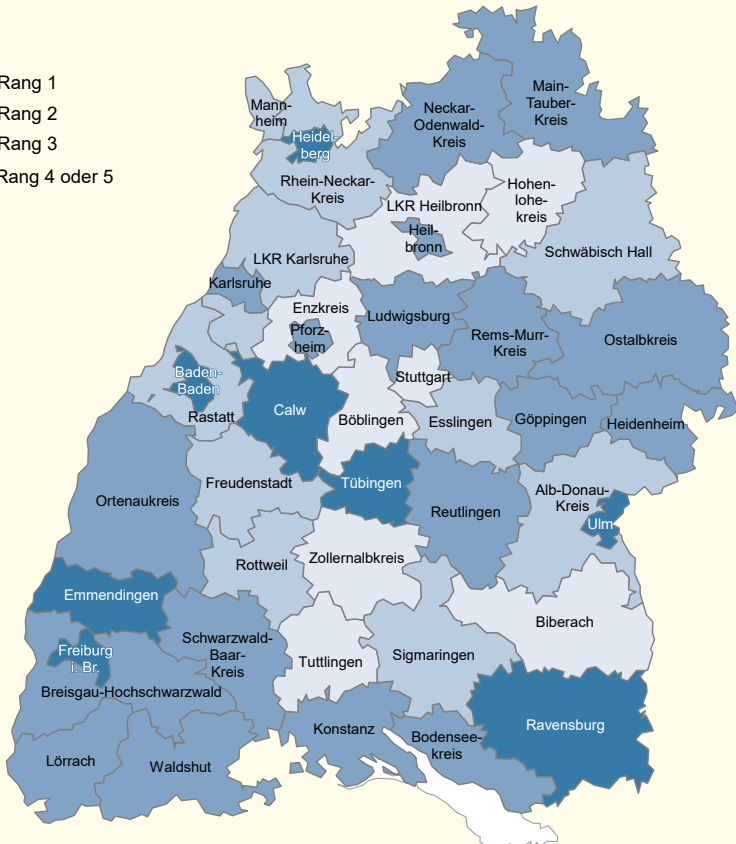 Rang 1
Rang 2
Rang 3
Rang 4 oder 5
Mann-
heim
Heidel-
berg
Neckar-
Odenwald-
Kreis
Main-
Tauber-
Kreis
Rhein-Neckar-
Kreis
LKR Heilbronn
Heil-
bronn
Hohen-
lohe-
kreis
Schwäbisch Hall
LKR Karlsruhe
Karlsruhe
Enzkreis
Pforz-
heim
Ludwigsburg
Rems-Murr-
Kreis
Ostalbkreis
Baden-
Baden
Rastatt
Calw
Stuttgart
Böblingen
Esslingen
Göppingen
Heidenheim
Ortenaukreis
Freudenstadt
Tübingen
Reutlingen
Alb-Donau-
Kreis
Ulm
Rottweil
Zollernalbkreis
Emmendingen
Biberach
Freiburg
i. Br.
Schwarzwald-
Baar-
Kreis
Tuttlingen
Sigmaringen
Breisgau-Hochschwarzwald
Konstanz
Bodensee-
kreis
Ravensburg
Lörrach
Waldshut